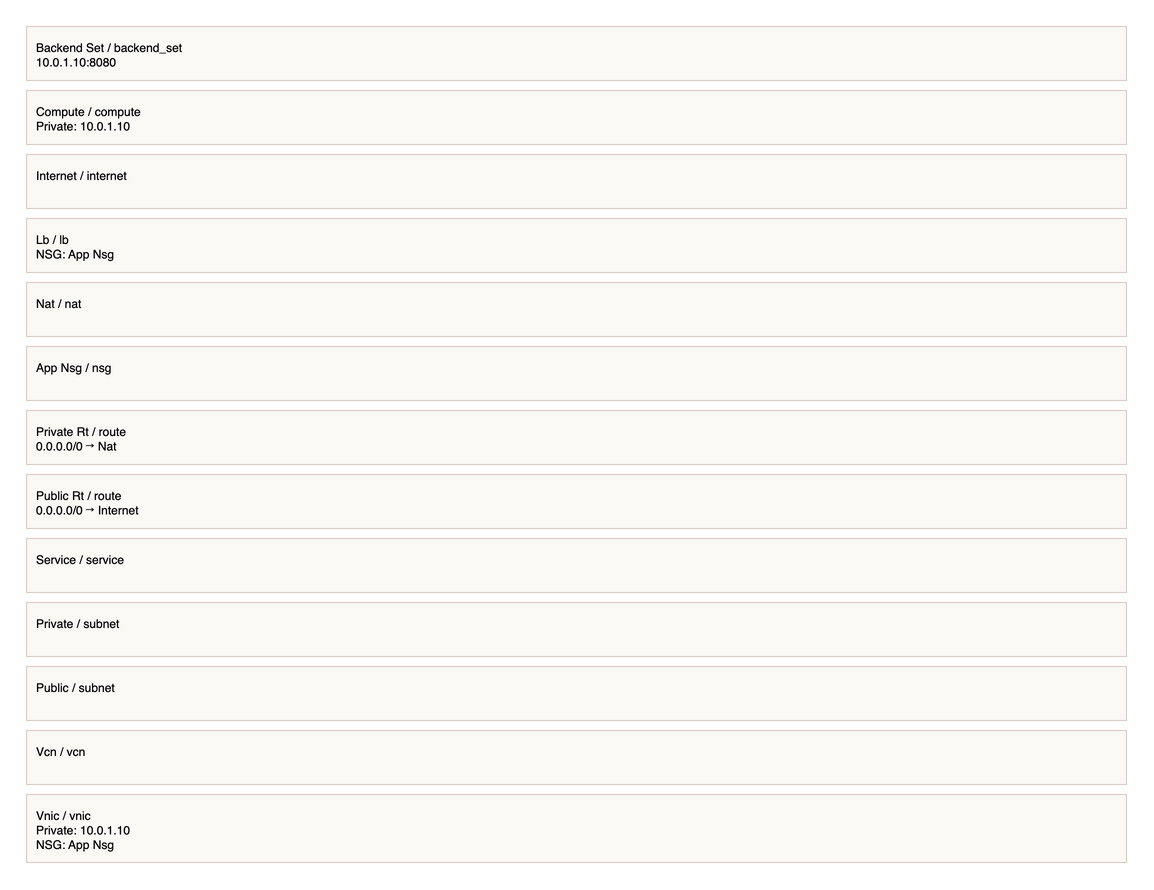 Backend Set / backend_set
10.0.1.10:8080
Compute / compute
Private: 10.0.1.10
Internet / internet
Lb / lb
NSG: App Nsg
Nat / nat
App Nsg / nsg
Private Rt / route
0.0.0.0/0 → Nat
Public Rt / route
0.0.0.0/0 → Internet
Service / service
Private / subnet
Public / subnet
Vcn / vcn
Vnic / vnic
Private: 10.0.1.10
NSG: App Nsg